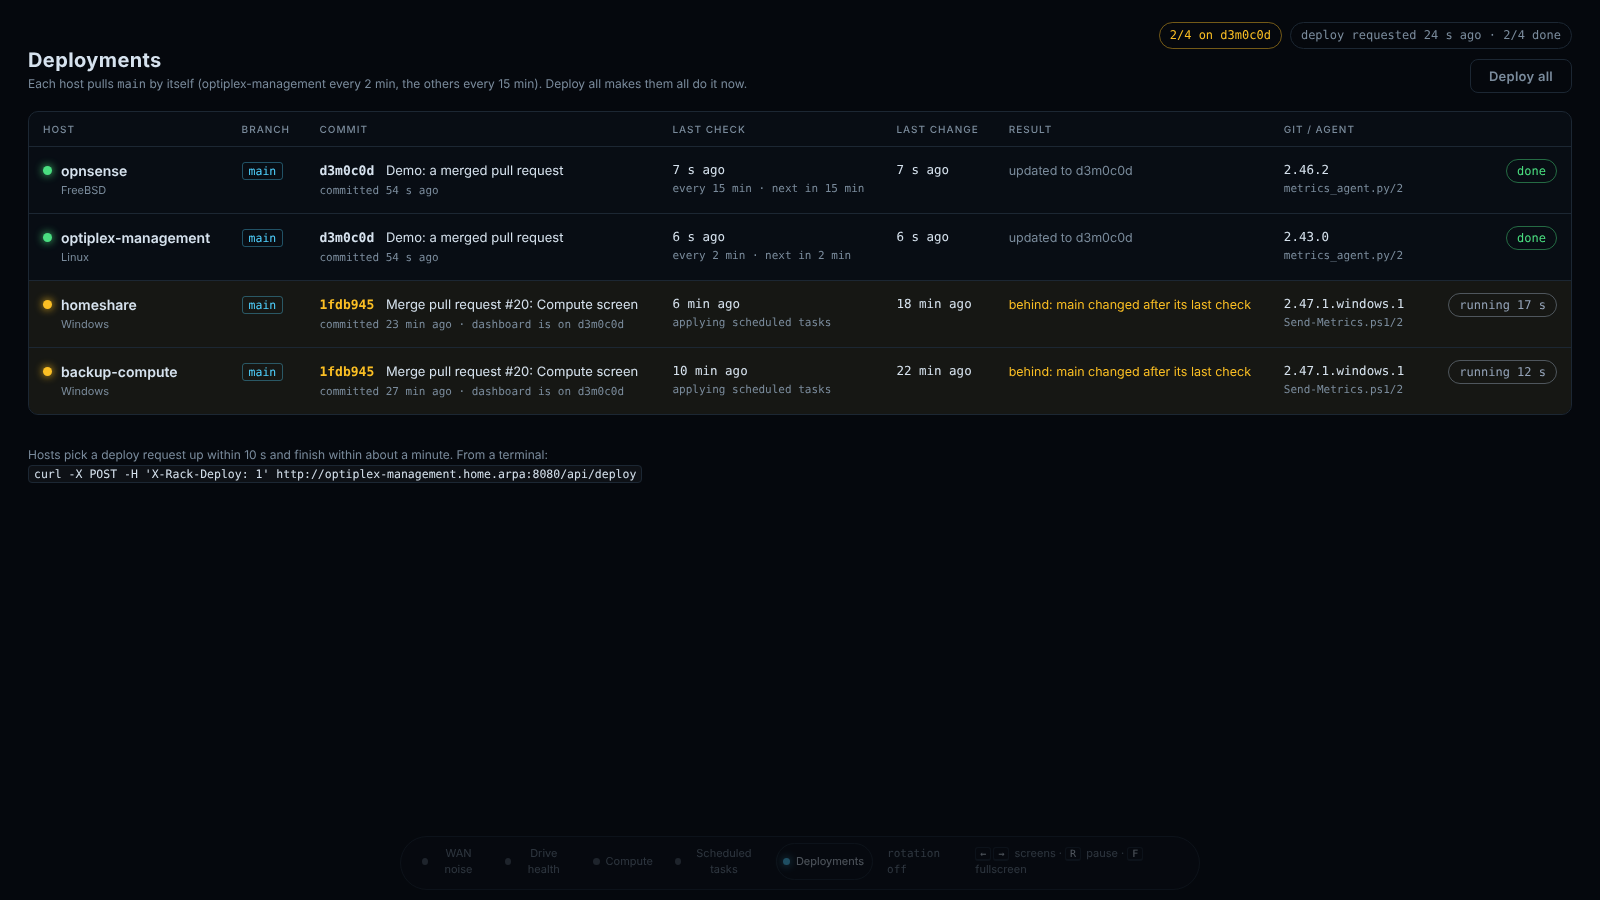 2/4 on d3m0c0d
deploy requested 24 s ago · 2/4 done
Deployments
Each host pulls main by itself (optiplex-management every 2 min, the others every 15 min). Deploy all makes them all do it now.
Deploy all
HOST BRANCH COMMIT LAST CHECK LAST CHANGE RESULT GIT / AGENT
opnsense main d3m0c0d Demo: a merged pull request 7 s ago 7 s ago updated to d3m0c0d 2.46.2 done
FreeBSD committed 54 s ago every 15 min · next in 15 min metrics_agent.py/2
optiplex-management main d3m0c0d Demo: a merged pull request 6 s ago 6 s ago updated to d3m0c0d 2.43.0 done
Linux committed 54 s ago every 2 min · next in 2 min metrics_agent.py/2
homeshare main 1fdb945 Merge pull request #20: Compute screen 6 min ago 18 min ago behind: main changed after its last check 2.47.1.windows.1 running 17 s
Windows committed 23 min ago · dashboard is on d3m0c0d applying scheduled tasks Send-Metrics.ps1/2
backup-compute main 1fdb945 Merge pull request #20: Compute screen 10 min ago 22 min ago behind: main changed after its last check 2.47.1.windows.1 running 12 s
Windows committed 27 min ago · dashboard is on d3m0c0d applying scheduled tasks Send-Metrics.ps1/2
Hosts pick a deploy request up within 10 s and finish within about a minute. From a terminal:
curl -X POST -H 'X-Rack-Deploy: 1' http://optiplex-management.home.arpa:8080/api/deploy
WAN noise
Drive health
Compute
Scheduled tasks
Deployments
rotation off
← → screens · R pause · F fullscreen